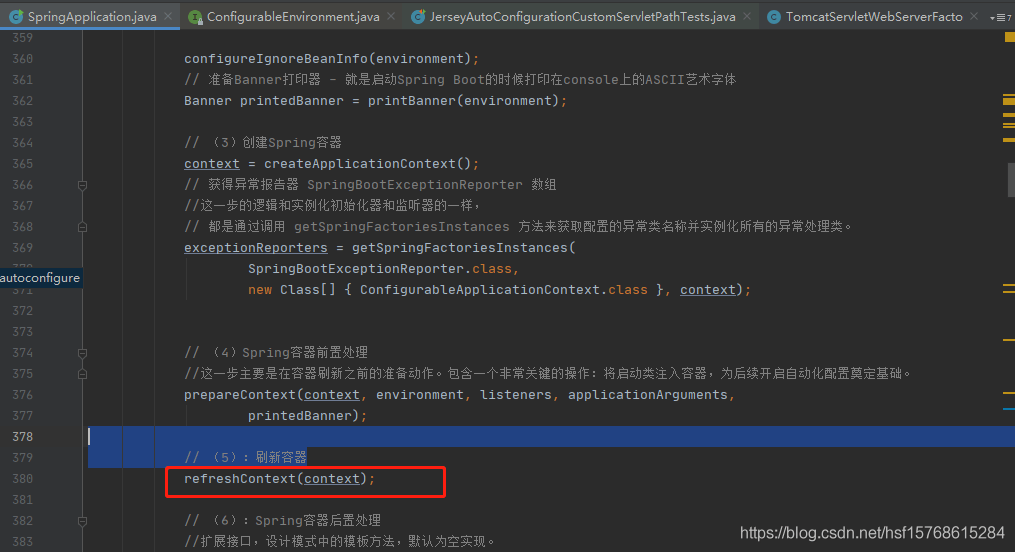 SpringApplication.java × ConfigurableEnvironment.java × JerseyAutoConfigurationCustomServletPathTests.java × TomcatServletWebServerFacto × 7
359
360 configureIgnoreBeanInfo(environment);
361 // 准备Banner打印器 - 就是启动Spring Boot的时候打印在console上的ASCII艺术字体
362 Banner printedBanner = printBanner(environment);
363
364 // （3）创建Spring容器
365 context = createApplicationContext();
366 // 获得异常报告器 SpringBootExceptionReporter 数组
367 //这一步的逻辑和实例化初始化器和监听器的一样，
368 // 都是通过调用 getSpringFactoriesInstances 方法来获取配置的异常类名称并实例化所有的异常处理类。
369 exceptionReporters = getSpringFactoriesInstances(
SpringBootExceptionReporter.class,
autoconfigure
371 new Class[] { ConfigurableApplicationContext.class }, context);
372
373
374 // （4）Spring容器前置处理
375 //这一步主要是在容器刷新之前的准备动作。包含一个非常关键的操作：将启动类注入容器，为后续开启自动化配置奠定基础。
376 prepareContext(context, environment, listeners, applicationArguments,
377 printedBanner);
378
379 // （5）：刷新容器
380 refreshContext(context);
381
382 // （6）：Spring容器后置处理
383 //扩展接口，设计模式中的模板方法，默认为空实现。
https://blog.csdn.net/hsf15768615284